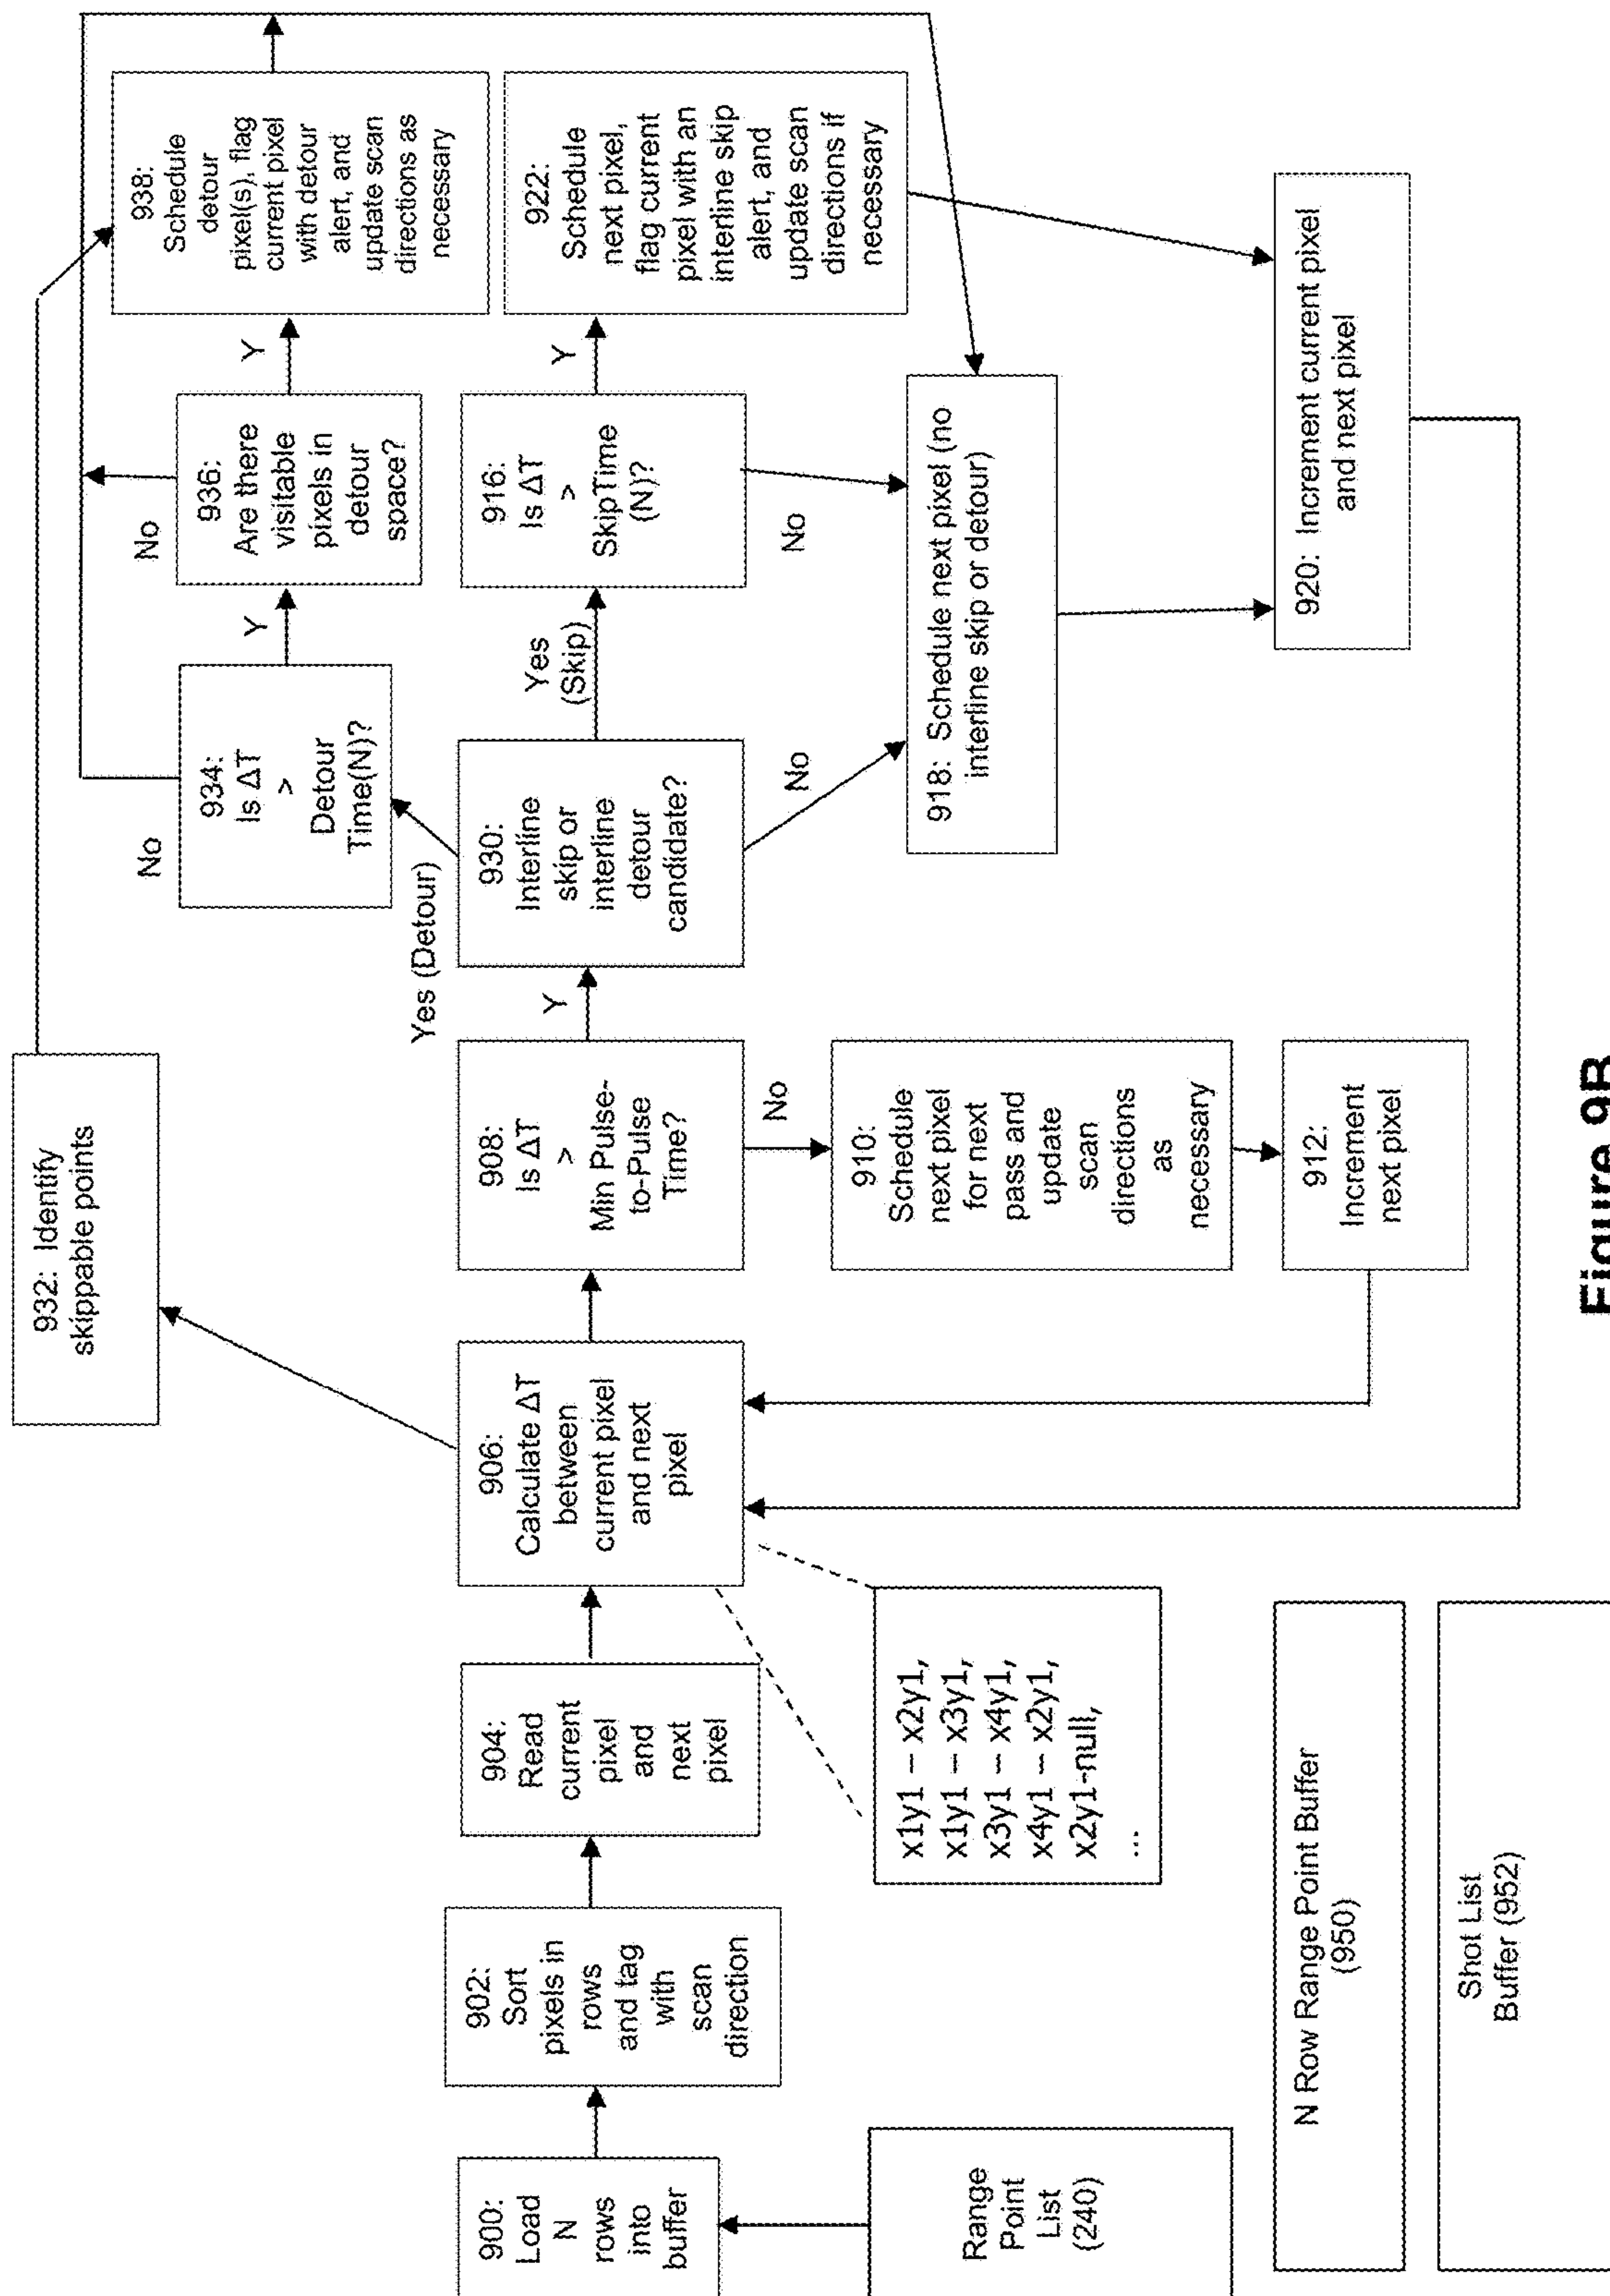 900:
Load
N
rows
into
buffer
Range
Point
List
(240)
902:
Sort
pixels in
rows
and tag
with
scan
direction
904:
Read
current
pixel
and
next
pixel
906:
Calculate ΔT
between
current pixel
and next
pixel
x1y1 – x2y1,
x1y1 – x3y1,
x3y1 – x4y1,
x4y1 – x2y1,
x2y1-null,
...
932: Identify
skippable points
908:
Is ΔT
>
Min Pulse-
to-Pulse
Time?
Y
No
910:
Schedule
next pixel
for next
pass and
update
scan
directions
as
necessary
912:
Increment
next pixel
930:
Interline
skip or
interline
detour
candidate?
Yes (Detour)
Yes
(Skip)
No
934:
Is ΔT
>
Detour
Time(N)?
No
Y
936:
Are there
visitable
pixels in
detour
space?
No
Y
938:
Schedule
detour
pixel(s), flag
current pixel
with detour
alert, and
update scan
directions as
necessary
916:
Is ΔT
>
SkipTime
(N)?
Y
No
922:
Schedule
next pixel,
flag current
pixel with an
interline skip
alert, and
update scan
directions if
necessary
918: Schedule next pixel (no
interline skip or detour)
920: Increment current pixel
and next pixel
N Row Range Point Buffer
(950)
Shot List
Buffer (952)
Figure 9B